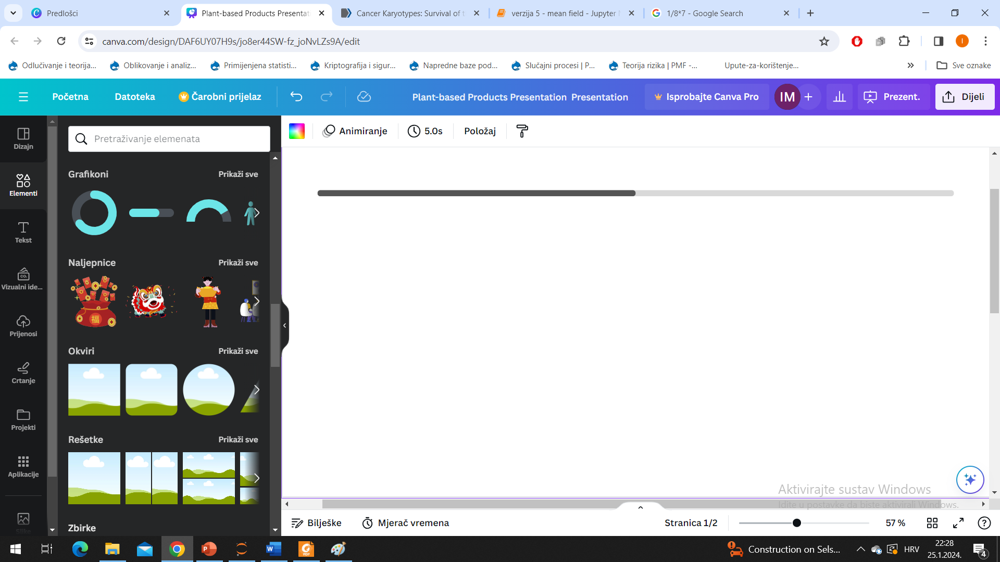 Predlošci
Plant-based Products Presentati
Cancer Karyotypes: Survival of t
verzija 5 - mean field - Jupyter N
1/8*7 - Google Search
canva.com/design/DAF6UY07H9s/jo8er44SW-fz_joNvLZs9A/edit
Odlučivanje i teorija...
Oblikovanje i analiz...
Primijenjena statisti...
Kriptografija i sigur...
Napredne baze pod...
Slučajni procesi | P...
Teorija rizika | PMF -...
Upute-za-korištenje...
Sve oznake
Početna
Datoteka
Čarobni prijelaz
Plant-based Products Presentation Presentation
Isprobajte Canva Pro
IM
Prezent.
Dijeli
Dizajn
Elementi
Tekst
Vizualni ide...
Prijenosi
Crtanje
Projekti
Aplikacije
Slike
Pretraživanje elemenata
Grafikoni
Prikaži sve
Naljepnice
Prikaži sve
福
Okviri
Prikaži sve
Rešetke
Prikaži sve
Zbirke
Animiranje
5.0s
Položaj
Aktivirajte sustav Windows
Idite u postavke da biste aktivirali Windows.
Bilješke
Mjerač vremena
Stranica 1/2
57 %
Construction on Sels...
HRV
22:28
25.1.2024.
4